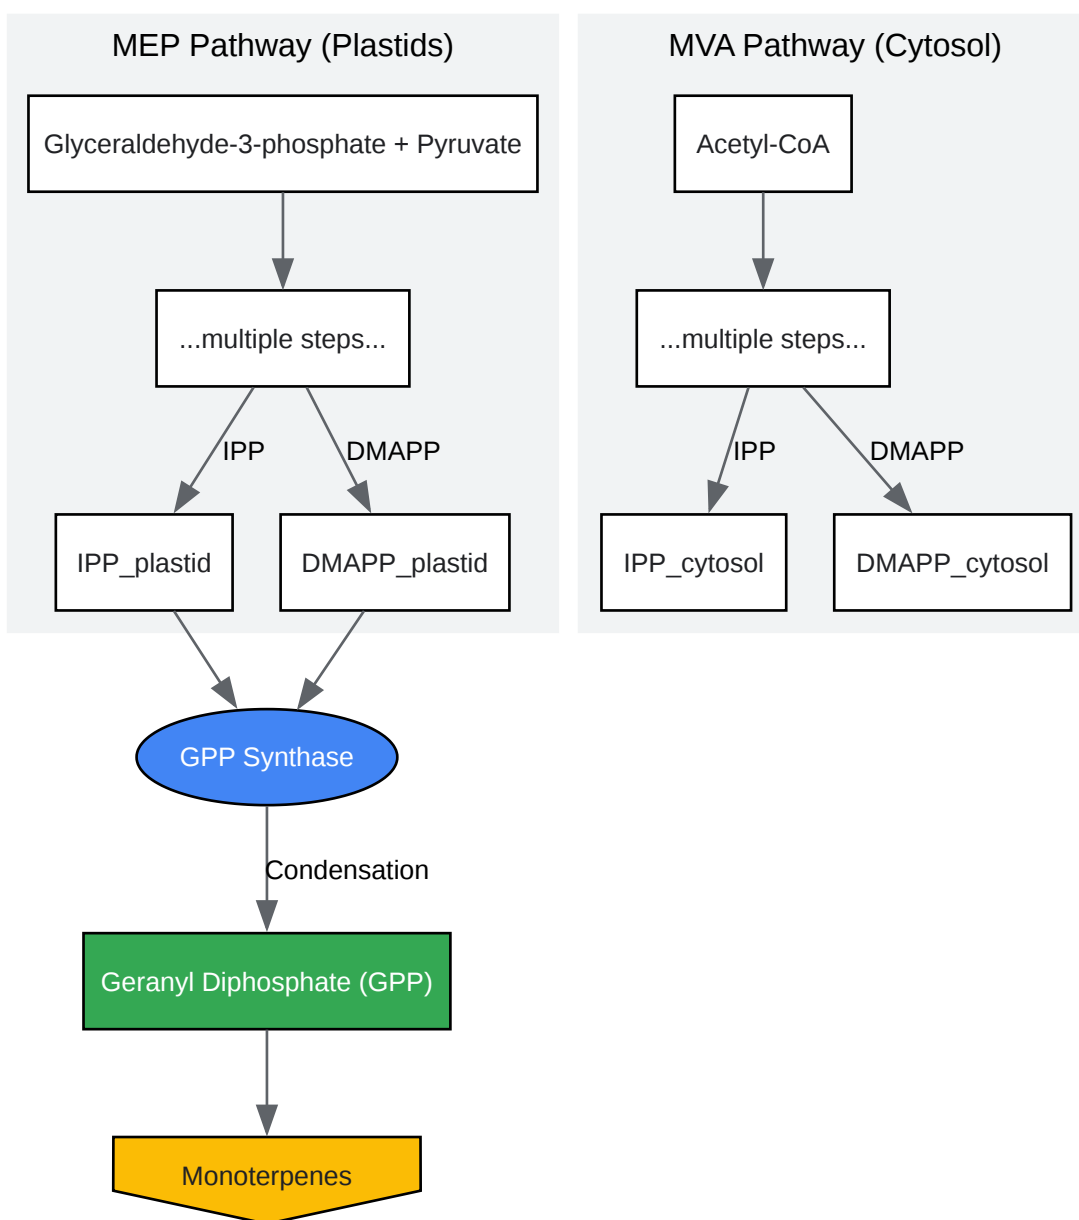 MEP Pathway (Plastids)
Glyceraldehyde-3-phosphate + Pyruvate
...multiple steps...
IPP
DMAPP
IPP_plastid
DMAPP_plastid
MVA Pathway (Cytosol)
Acetyl-CoA
...multiple steps...
IPP
DMAPP
IPP_cytosol
DMAPP_cytosol
GPP Synthase
Condensation
Geranyl Diphosphate (GPP)
Monoterpenes